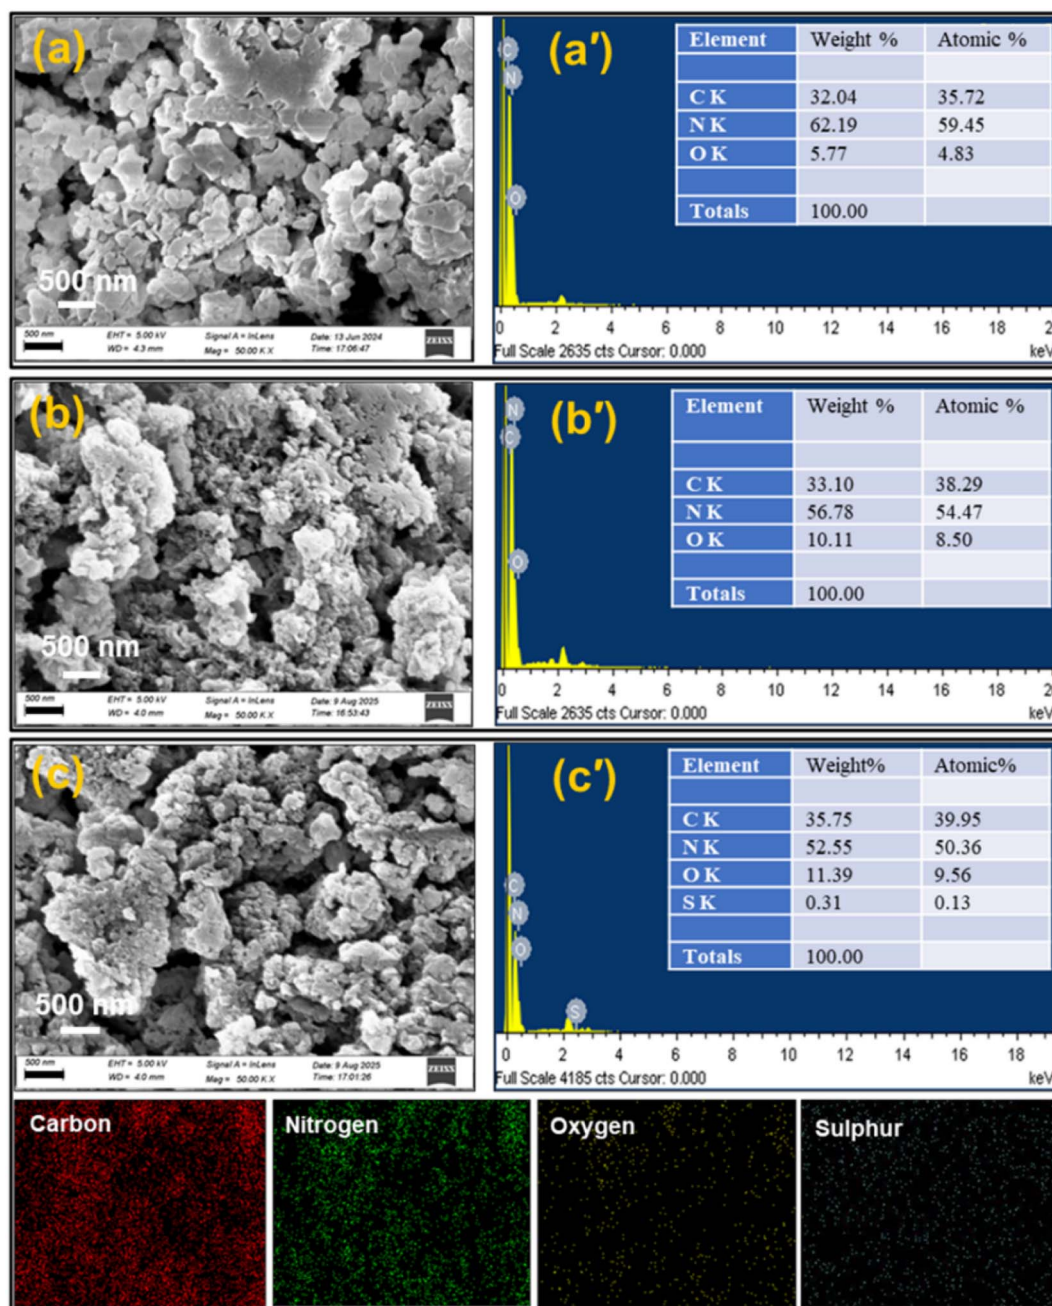 (a)
500 nm
500 nm EHT = 5.00 kV Signal A = InLens Date: 13 Jun 2024
WD = 4.3 mm Mag = 50.00 K X Time: 17:06:47
ZEISS
(a′)
C
N
O
Element Weight % Atomic %
C K 32.04 35.72
N K 62.19 59.45
O K 5.77 4.83
Totals 100.00
0 2 4 6 8 10 12 14 16 18 2
Full Scale 2635 cts Cursor: 0.000 keV
(b)
500 nm
500 nm EHT = 5.00 kV Signal A = InLens Date: 9 Aug 2025
WD = 4.0 mm Mag = 50.00 K X Time: 16:53:43
ZEISS
(b′)
N
C
O
Element Weight % Atomic %
C K 33.10 38.29
N K 56.78 54.47
O K 10.11 8.50
Totals 100.00
0 2 4 6 8 10 12 14 16 18 2
Full Scale 2635 cts Cursor: 0.000 keV
(c)
500 nm
500 nm EHT = 5.00 kV Signal A = InLens Date: 9 Aug 2025
WD = 4.0 mm Mag = 50.00 K X Time: 17:01:26
ZEISS
(c′)
C
N
O
S
Element Weight% Atomic%
C K 35.75 39.95
N K 52.55 50.36
O K 11.39 9.56
S K 0.31 0.13
Totals 100.00
0 2 4 6 8 10 12 14 16 18
Full Scale 4185 cts Cursor: 0.000 keV
Carbon
Nitrogen
Oxygen
Sulphur